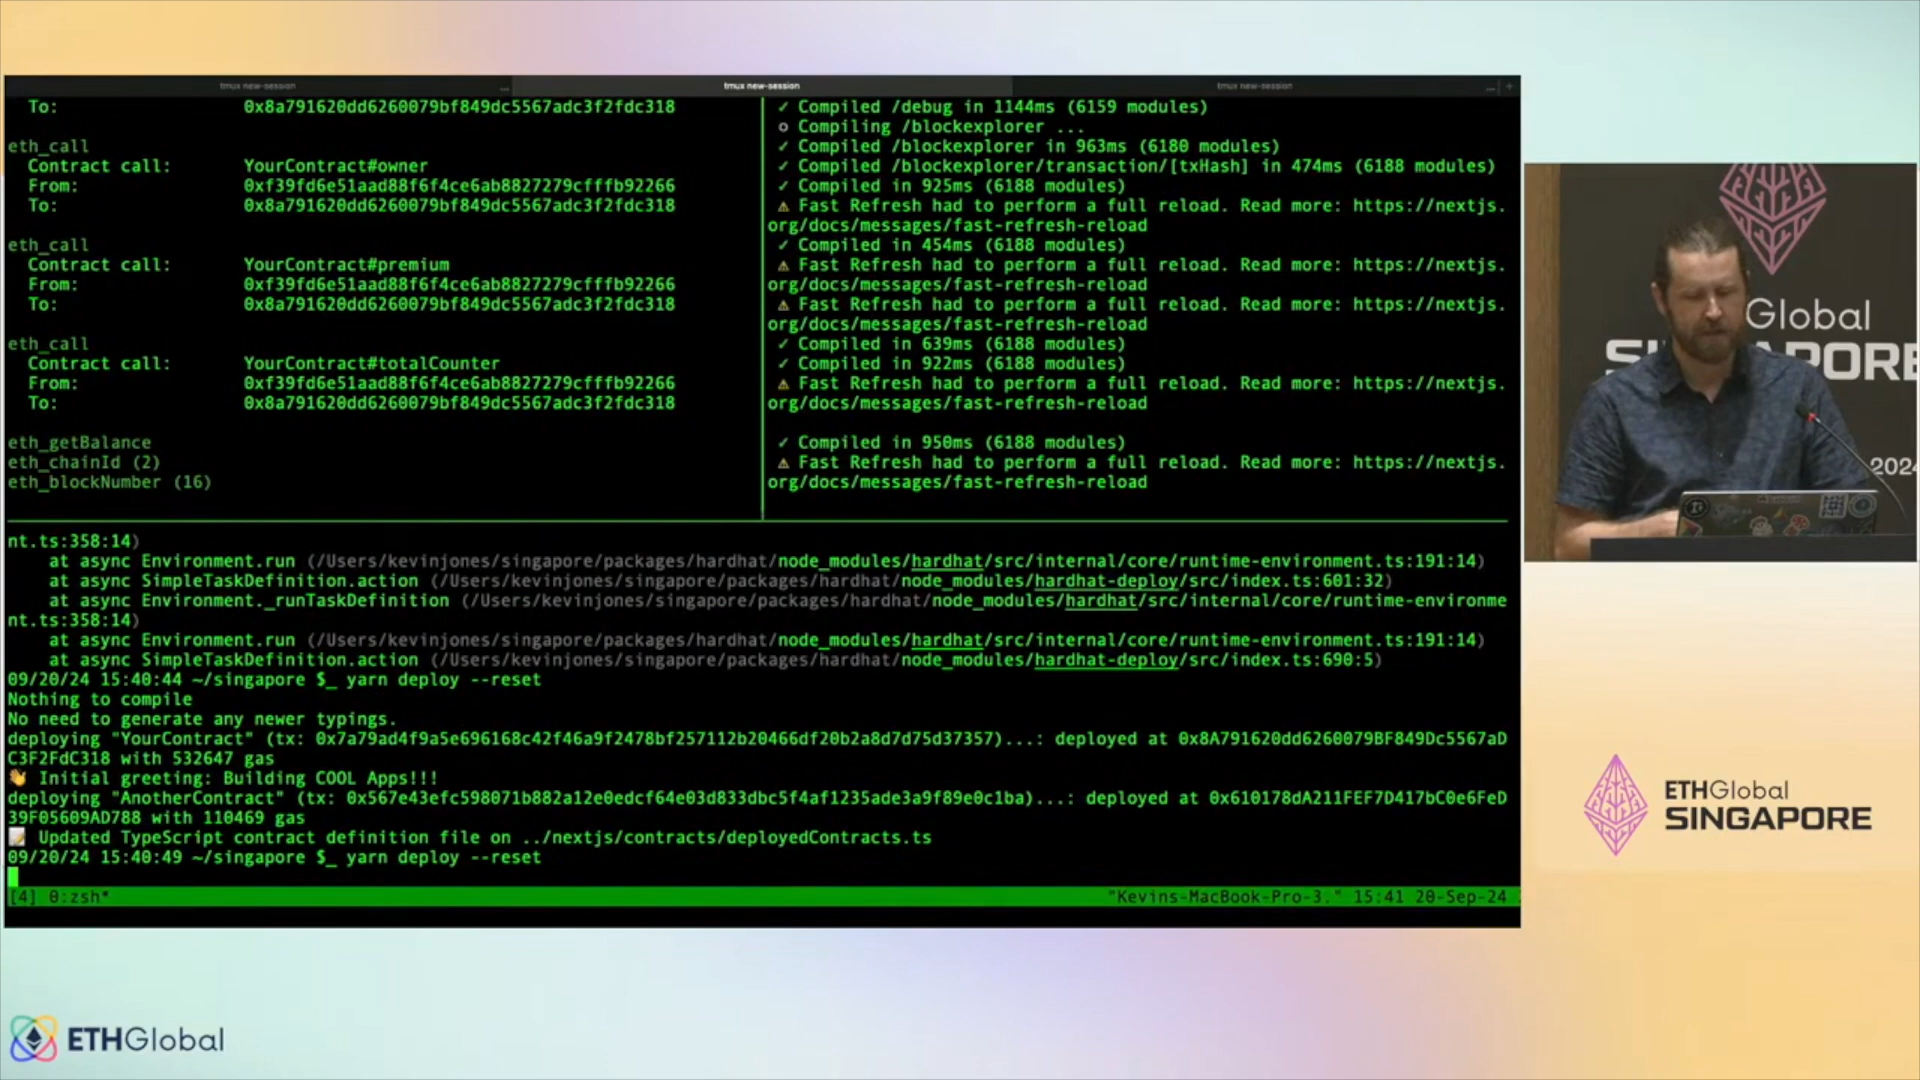 tmux new-session
tmux new-session
tmux new-session
To: 0x8a791620dd6260079bf849dc5567adc3f2fdc318
eth_call
Contract call: YourContract#owner
From: 0xf39fd6e51aad88f6f4ce6ab8827279cfffb92266
To: 0x8a791620dd6260079bf849dc5567adc3f2fdc318
eth_call
Contract call: YourContract#premium
From: 0xf39fd6e51aad88f6f4ce6ab8827279cfffb92266
To: 0x8a791620dd6260079bf849dc5567adc3f2fdc318
eth_call
Contract call: YourContract#totalCounter
From: 0xf39fd6e51aad88f6f4ce6ab8827279cfffb92266
To: 0x8a791620dd6260079bf849dc5567adc3f2fdc318
eth_getBalance
eth_chainId (2)
eth_blockNumber (16)
✓ Compiled /debug in 1144ms (6159 modules)
○ Compiling /blockexplorer ...
✓ Compiled /blockexplorer in 963ms (6180 modules)
✓ Compiled /blockexplorer/transaction/[txHash] in 474ms (6188 modules)
✓ Compiled in 925ms (6188 modules)
⚠ Fast Refresh had to perform a full reload. Read more: https://nextjs.
org/docs/messages/fast-refresh-reload
✓ Compiled in 454ms (6188 modules)
⚠ Fast Refresh had to perform a full reload. Read more: https://nextjs.
org/docs/messages/fast-refresh-reload
⚠ Fast Refresh had to perform a full reload. Read more: https://nextjs.
org/docs/messages/fast-refresh-reload
✓ Compiled in 639ms (6188 modules)
✓ Compiled in 922ms (6188 modules)
⚠ Fast Refresh had to perform a full reload. Read more: https://nextjs.
org/docs/messages/fast-refresh-reload
✓ Compiled in 950ms (6188 modules)
⚠ Fast Refresh had to perform a full reload. Read more: https://nextjs.
org/docs/messages/fast-refresh-reload
nt.ts:358:14)
at async Environment.run (/Users/kevinjones/singapore/packages/hardhat/node_modules/hardhat/src/internal/core/runtime-environment.ts:191:14)
at async SimpleTaskDefinition.action (/Users/kevinjones/singapore/packages/hardhat/node_modules/hardhat-deploy/src/index.ts:601:32)
at async Environment._runTaskDefinition (/Users/kevinjones/singapore/packages/hardhat/node_modules/hardhat/src/internal/core/runtime-environme
nt.ts:358:14)
at async Environment.run (/Users/kevinjones/singapore/packages/hardhat/node_modules/hardhat/src/internal/core/runtime-environment.ts:191:14)
at async SimpleTaskDefinition.action (/Users/kevinjones/singapore/packages/hardhat/node_modules/hardhat-deploy/src/index.ts:690:5)
09/20/24 15:40:44 ~/singapore $_ yarn deploy --reset
Nothing to compile
No need to generate any newer typings.
deploying "YourContract" (tx: 0x7a79ad4f9a5e696168c42f46a9f2478bf257112b20466df20b2a8d7d75d37357)...: deployed at 0x8A791620dd6260079BF849Dc5567aD
C3F2FdC318 with 532647 gas
👋 Initial greeting: Building COOL Apps!!!
deploying "AnotherContract" (tx: 0x567e43efc598071b882a12e0edcf64e03d833dbc5f4af1235ade3a9f89e0c1ba)...: deployed at 0x610178dA211FEF7D417bC0e6FeD
39F05609AD788 with 110469 gas
📝 Updated TypeScript contract definition file on ../nextjs/contracts/deployedContracts.ts
09/20/24 15:40:49 ~/singapore $_ yarn deploy --reset
[4] 0:zsh* "Kevins-MacBook-Pro-3." 15:41 20-Sep-24
Global
PORE
2024
ETHGlobal
SINGAPORE
ETHGlobal